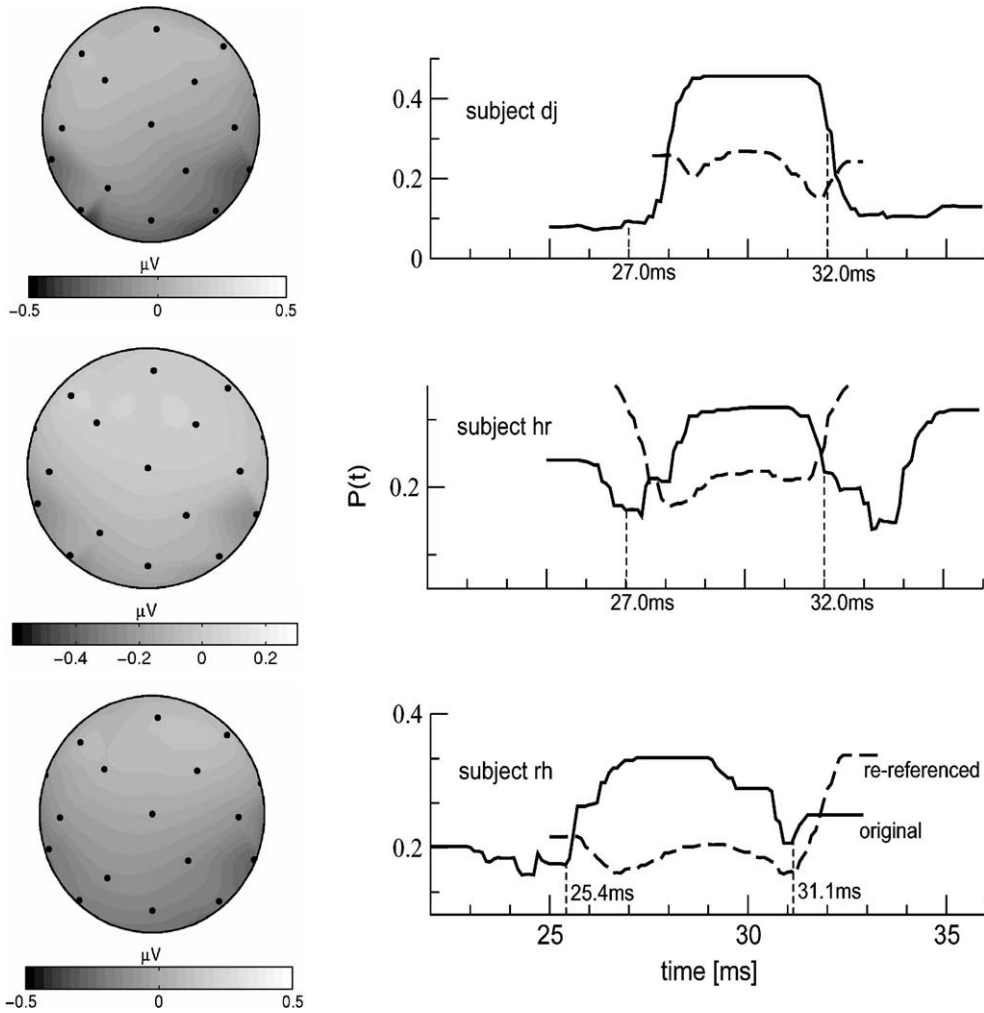 μV
−0.5 0 0.5
subject dj
0.4
0.2
0
27.0ms 32.0ms
μV
−0.4 −0.2 0 0.2
subject hr
P(t)
0.2
27.0ms 32.0ms
μV
−0.5 0 0.5
subject rh
0.4
0.2
re-referenced
original
25.4ms 31.1ms
25 30 35
time [ms]